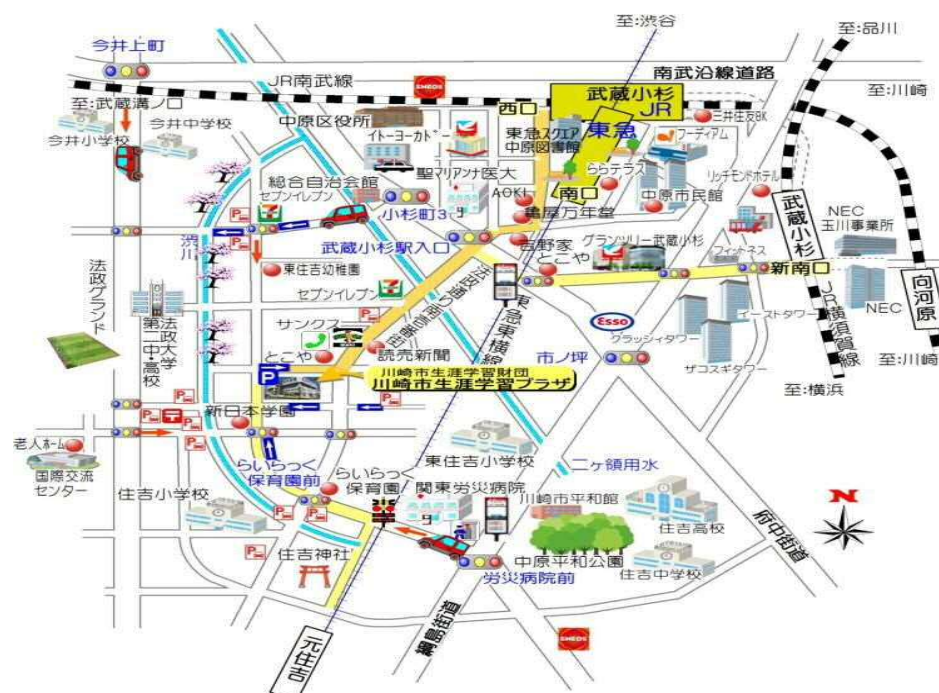 至:渋谷
至:品川
今井上町
JR南武線
ENEOS
南武沿線道路
至:川崎
至:武蔵溝ノ口
武蔵小杉
JR
西口
東急
三井住友BK
中原区役所
イトーヨーカドー
東急スクエア
中原図書館
フーディアム
今井小学校
今井中学校
聖マリアンナ医大
ららテラス
リッチモンドホテル
総合自治会館
セブンイレブン
AOKI
南口
中原市民館
小杉町3
亀屋万年堂
武蔵小杉
NEC
玉川事業所
渋川
武蔵小杉駅入口
吉野家
とこや
グランツリー武蔵小杉
フィットネス
新南口
東住吉幼稚園
法政グランド
セブンイレブン
法政通り商店街
東急東横線
Esso
イーストタワー
NEC
JR横須賀線
向河原
法政大学
第二中・高校
サンクス
とこや
読売新聞
市ノ坪
クラッシィタワー
ザコスギタワー
至:川崎
P
川崎市生涯学習財団
川崎市生涯学習プラザ
至:横浜
新日本学園
老人ホーム
国際交流
センター
らいらっく
保育園前
東住吉小学校
二ヶ領用水
住吉小学校
らいらっく
保育園
関東労災病院
川崎市平和館
住吉高校
府中街道
N
住吉神社
中原平和公園
住吉中学校
労災病院前
綱島街道
元住吉
ENEOS